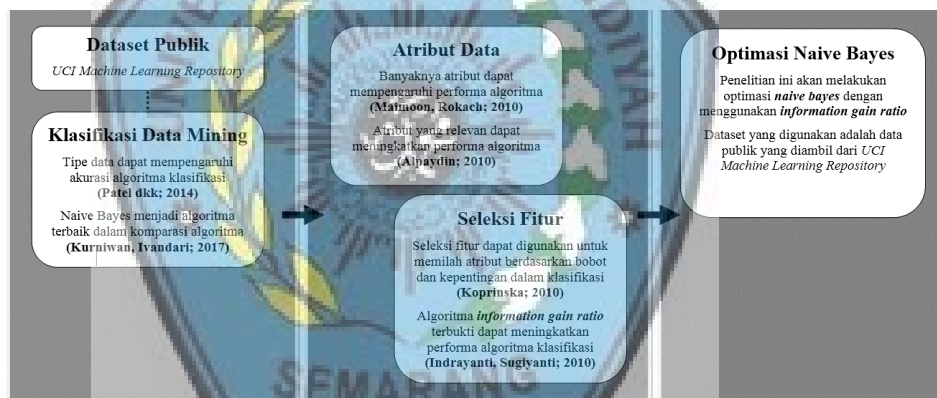 Dataset Publik
UCI Machine Learning Repository
Klasifikasi Data Mining
Tipe data dapat mempengaruhi
akurasi algoritma klasifikasi
(Patel dkk; 2014)
Naive Bayes menjadi algoritma
terbaik dalam komparasi algoritma
(Kurniwan, Ivandari; 2017)
Atribut Data
Banyaknya atribut dapat
mempengaruhi performa algoritma
(Maimoon, Rokach; 2010)
Atribut yang relevan dapat
meningkatkan performa algoritma
(Alpaydin; 2010)
Seleksi Fitur
Seleksi fitur dapat digunakan untuk
memilah atribut berdasarkan bobot
dan kepentingan dalam klasifikasi
(Koprinska; 2010)
Algoritma information gain ratio
terbukti dapat meningkatkan
performa algoritma klasifikasi
(Indrayanti, Sugiyanti; 2010)
Optimasi Naive Bayes
Penelitian ini akan melakukan
optimasi naive bayes dengan
menggunakan information gain ratio
Dataset yang digunakan adalah data
publik yang diambil dari UCI
Machine Learning Repository
SEMARANG